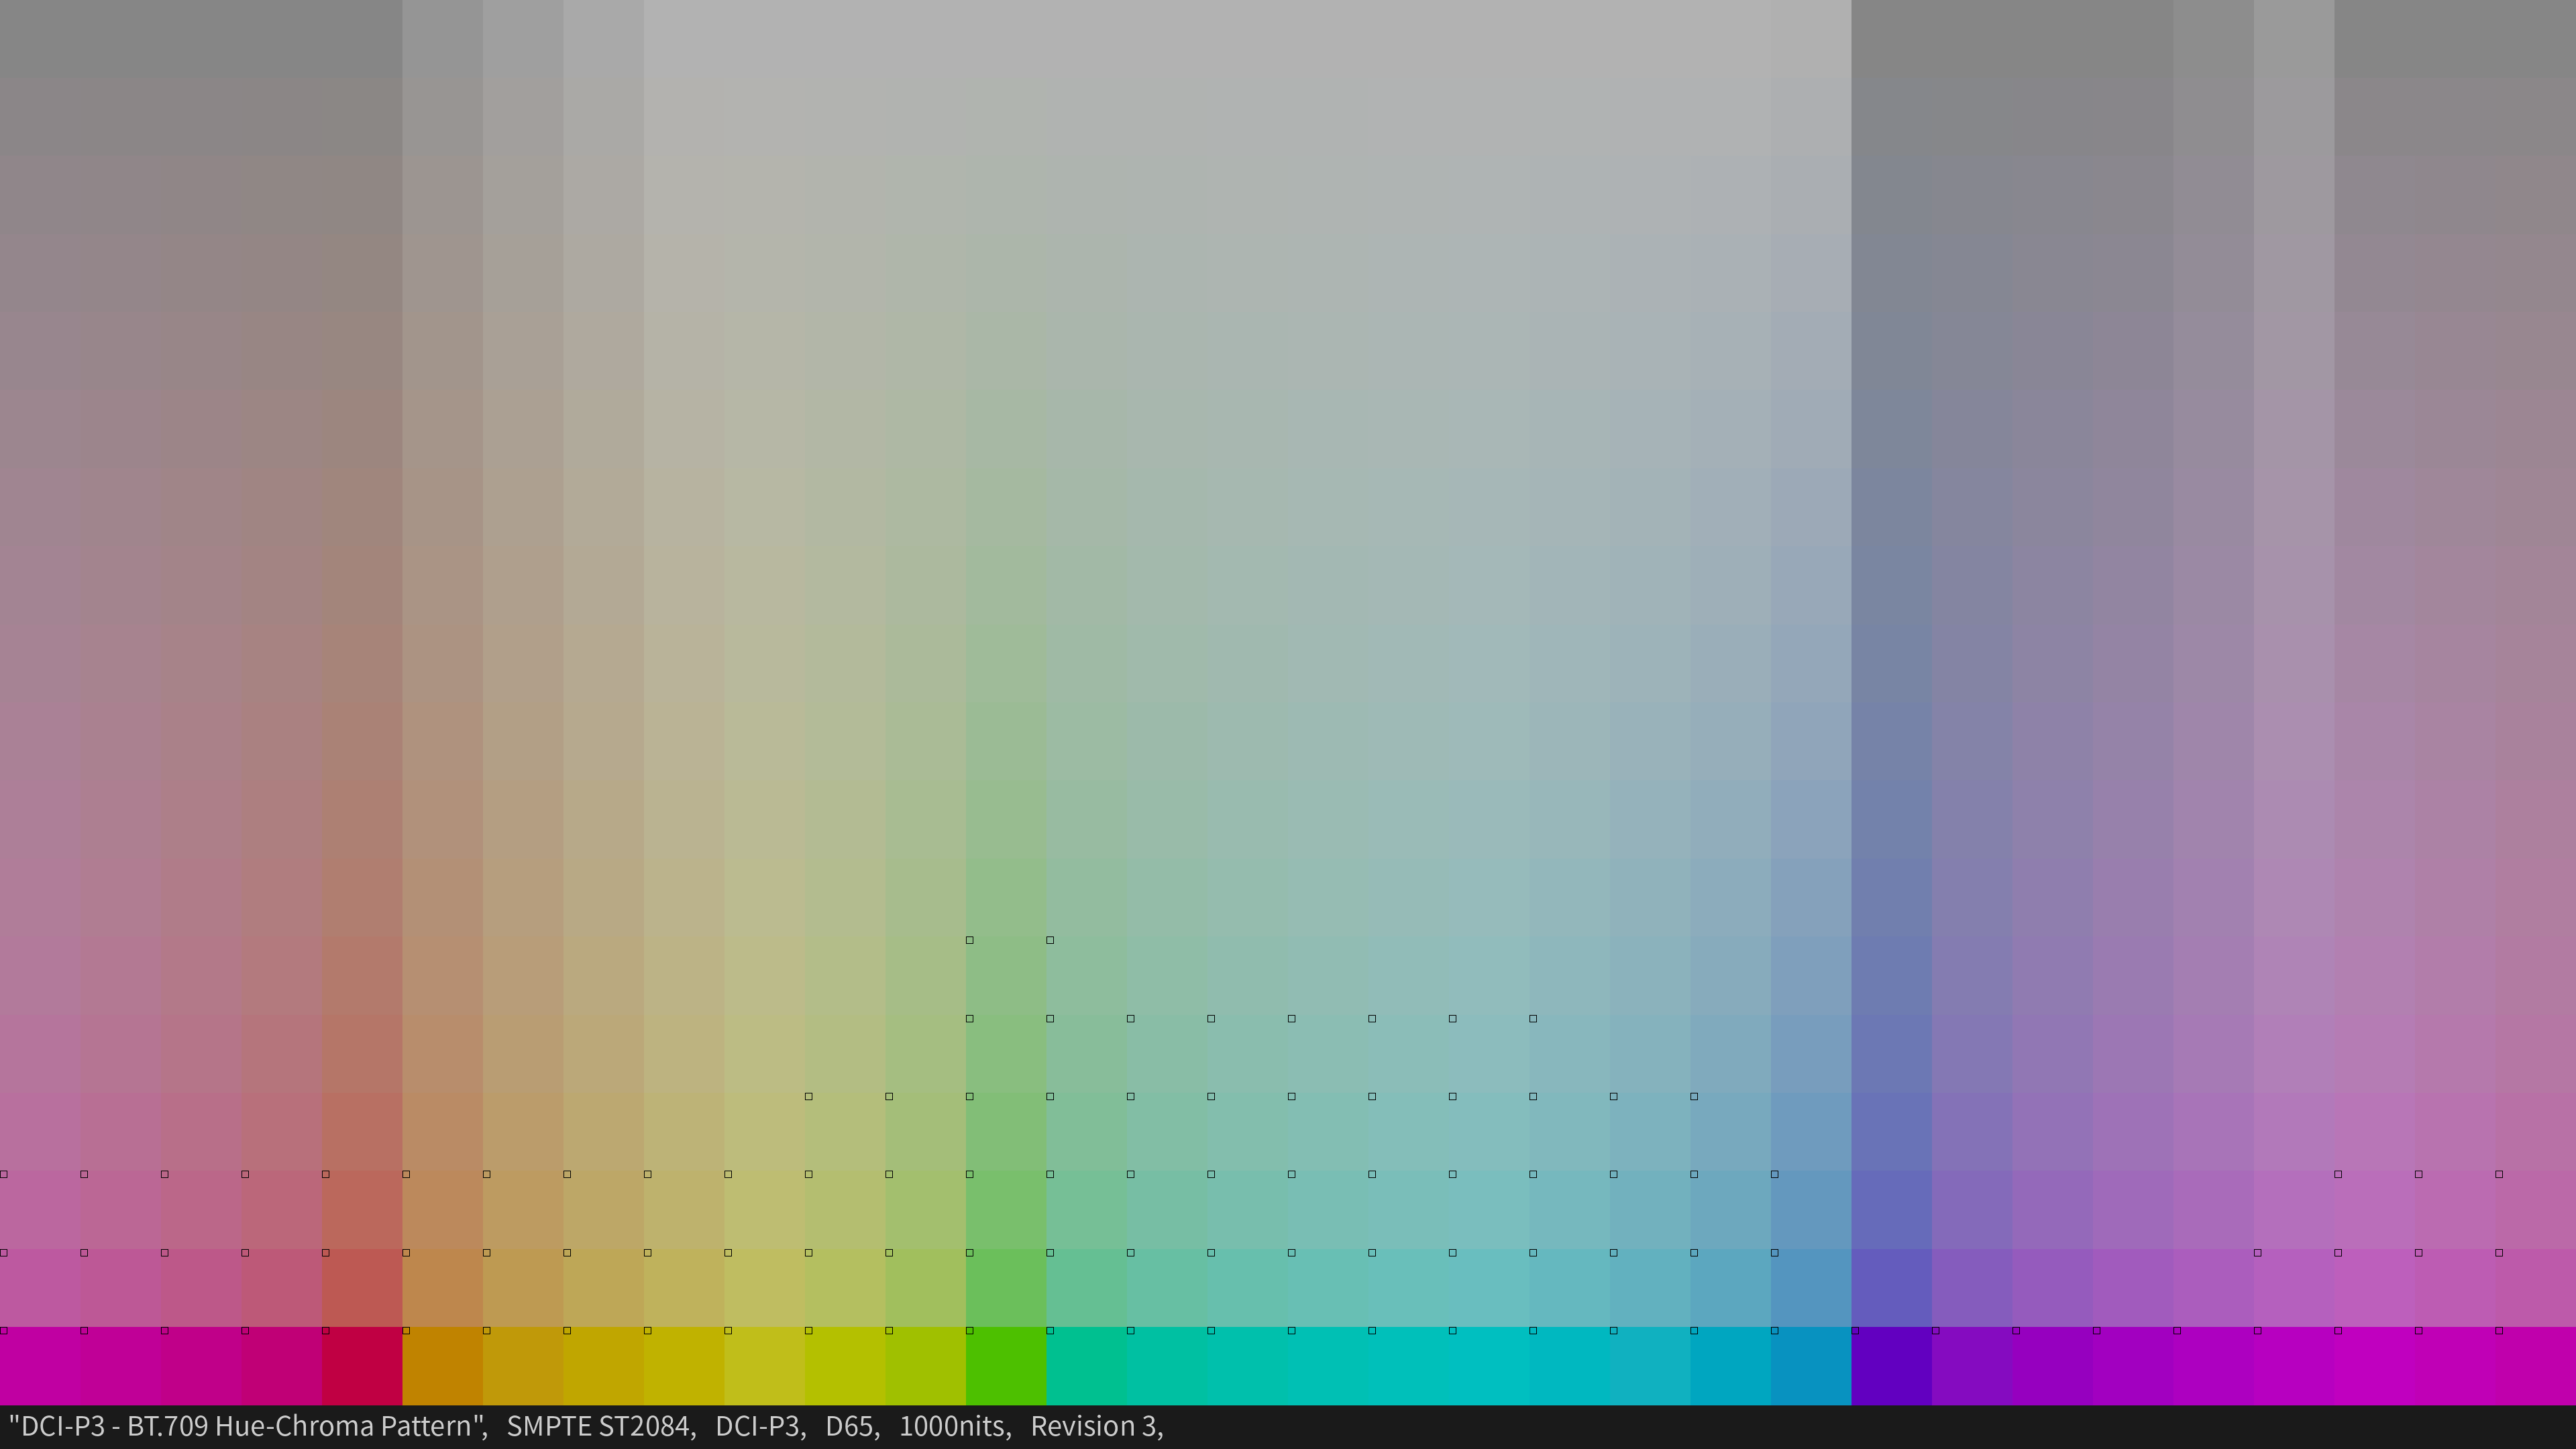 "DCI-P3 - BT.709 Hue-Chroma Pattern",   SMPTE ST2084,   DCI-P3,   D65,   1000nits,   Revision 3,